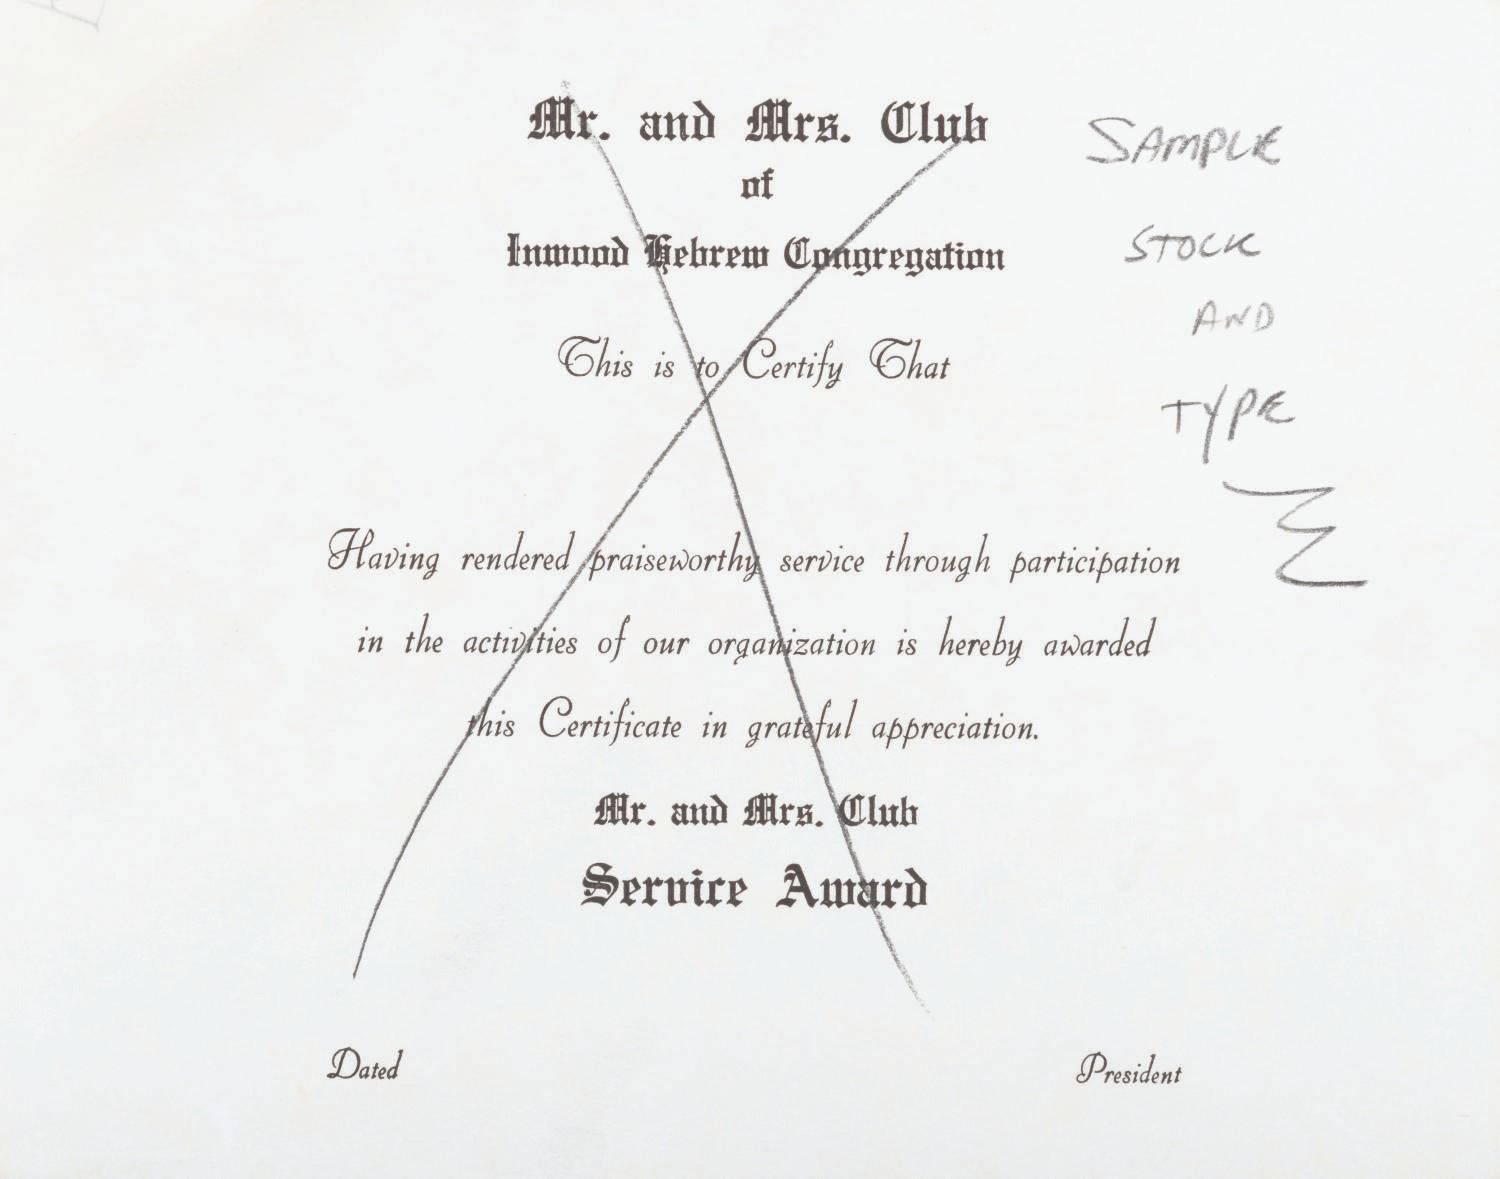 Mr. and Mrs. Club
of
Inwood Hebrew Congregation
This is to Certify That
Having rendered praiseworthy service through participation
in the activities of our organization is hereby awarded
this Certificate in grateful appreciation.
Mr. and Mrs. Club
Service Award
Dated
President
SAMPLE
STOCK
AND
TYPE